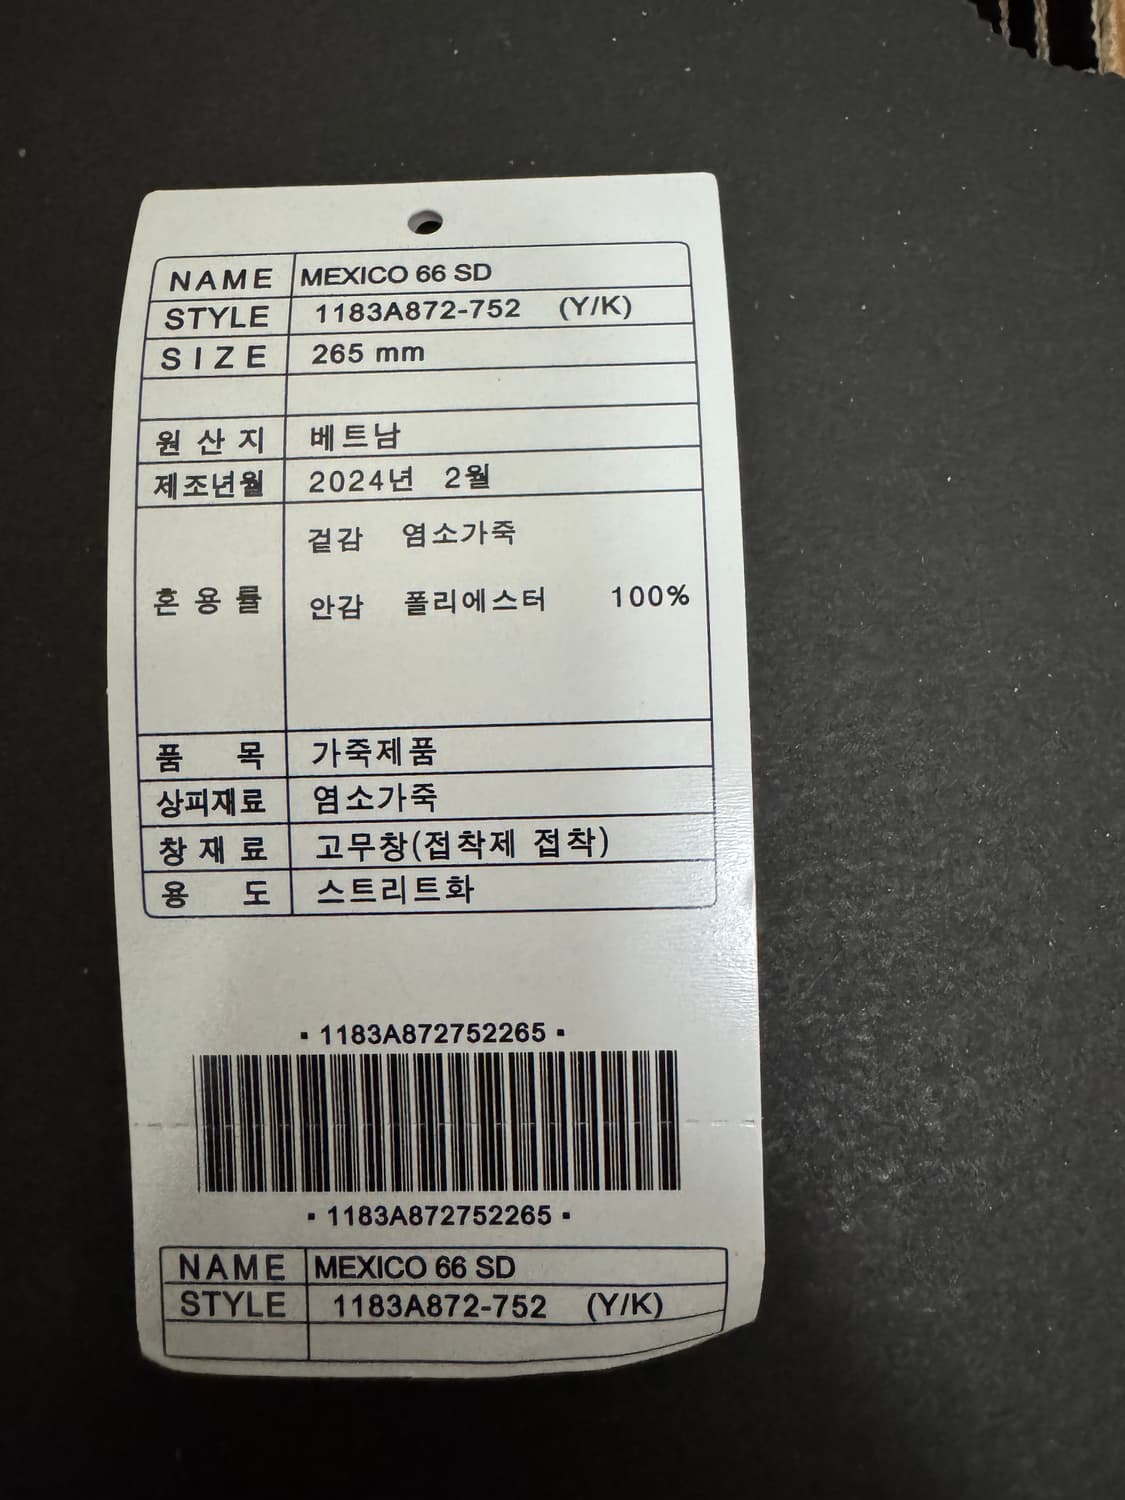 NAME MEXICO 66 SD
STYLE 1183A872-752 (Y/K)
SIZE 265 mm
원산지 베트남
제조년월 2024년 2월
겉감 염소가죽
혼용률
안감 폴리에스터 100%
품목 가죽제품
상피재료 염소가죽
창재료 고무창(접착제 접착)
용도 스트리트화
▪ 1183A872752265 ▪
▪ 1183A872752265 ▪
NAME MEXICO 66 SD
STYLE 1183A872-752 (Y/K)